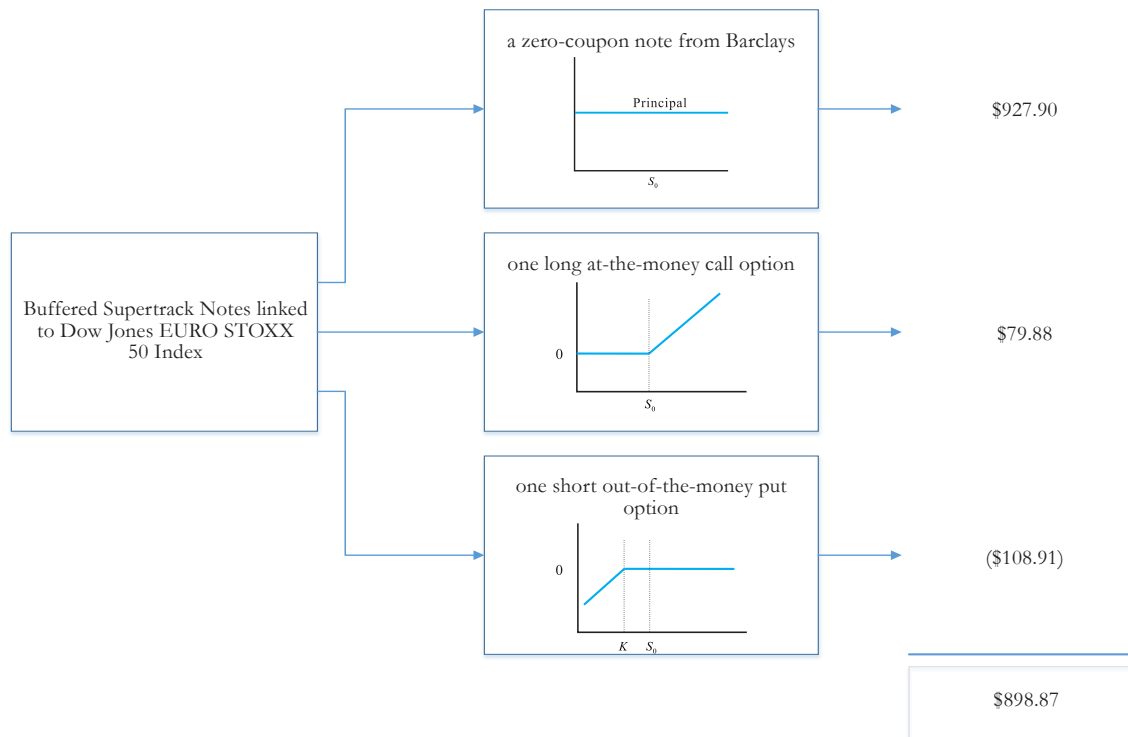 a zero-coupon note from Barclays
Principal
S₀
$927.90
Buffered Supertrack Notes linked
to Dow Jones EURO STOXX
50 Index
one long at-the-money call option
0
S₀
$79.88
one short out-of-the-money put
option
0
K S₀
($108.91)
$898.87